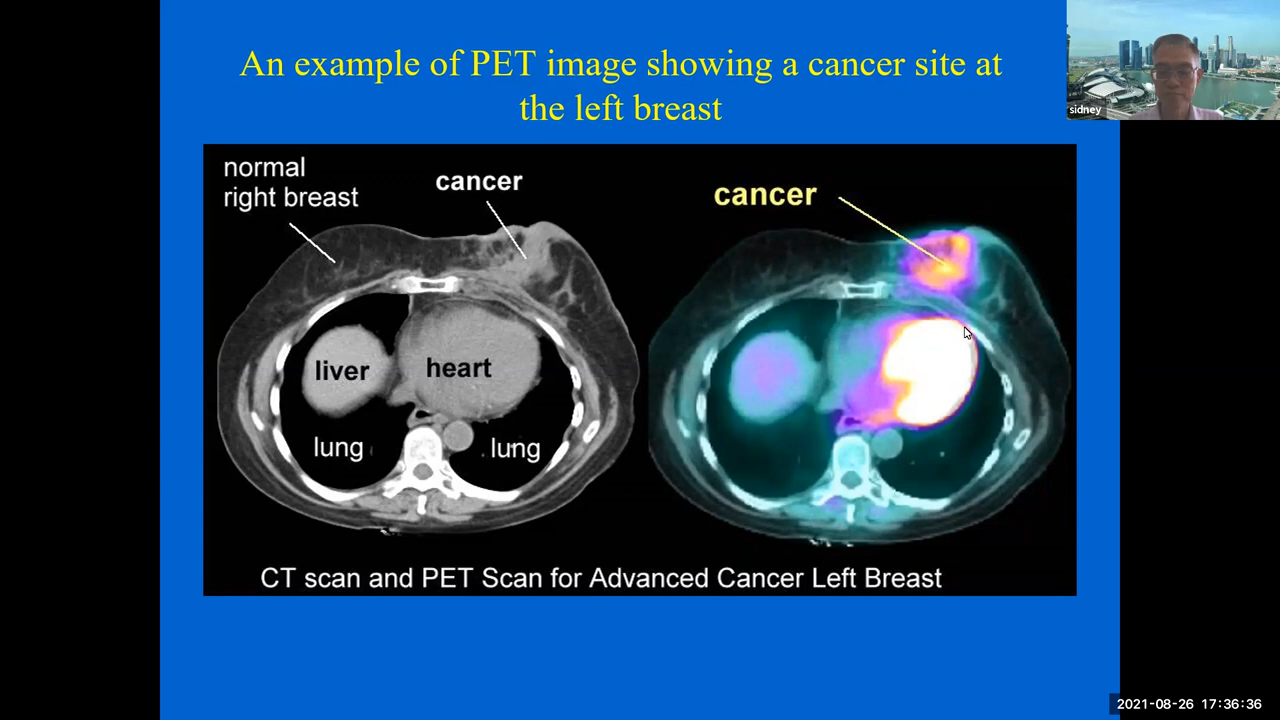 An example of PET image showing a cancer site at
the left breast
sidney
normal
right breast
cancer
cancer
liver
heart
lung
lung
CT scan and PET Scan for Advanced Cancer Left Breast
2021-08-26 17:36:36